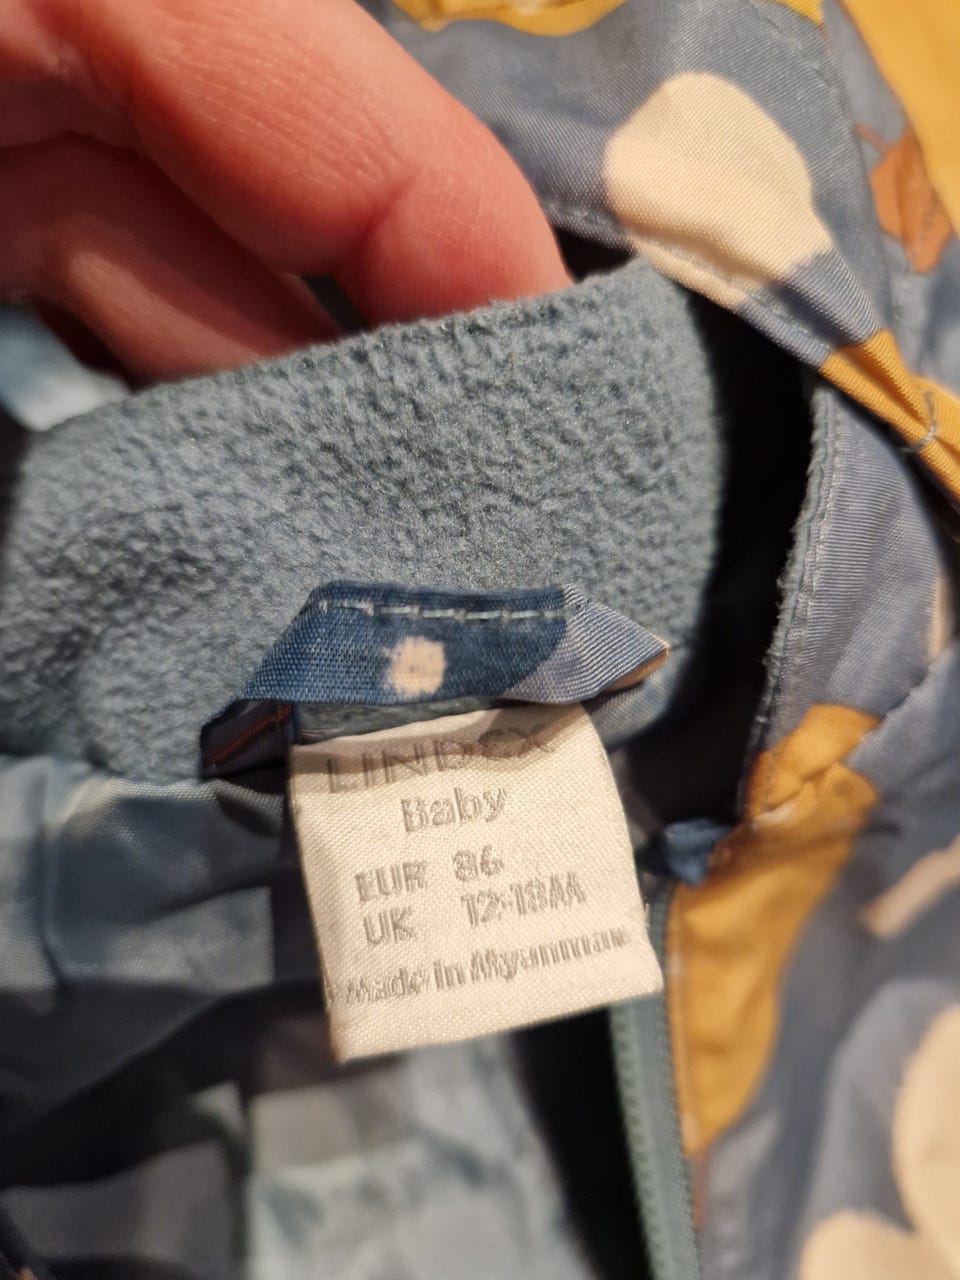 LINDEX
Baby
EUR 86
UK 12-18M
Made in Myanmar